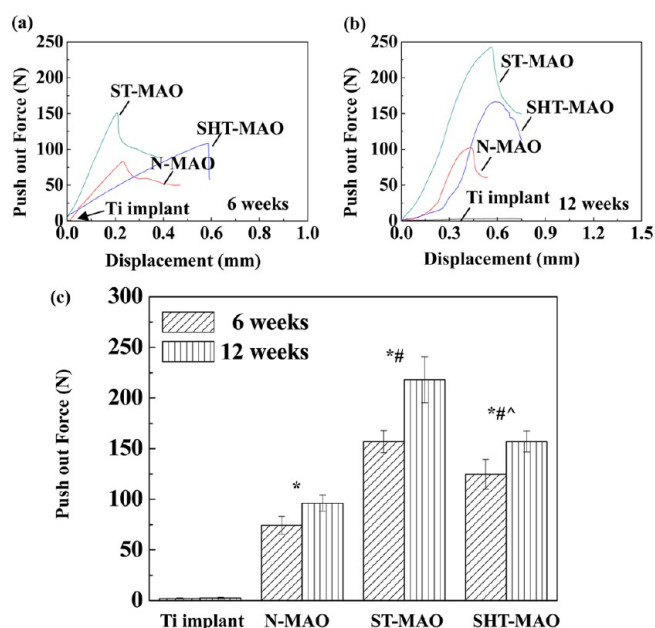 (a)
250
200
150
100
50
0
Push out Force (N)
ST-MAO
SHT-MAO
N-MAO
Ti implant
6 weeks
0.0 0.2 0.4 0.6 0.8 1.0
Displacement (mm)
(b)
250
200
150
100
50
0
Push out Force (N)
ST-MAO
SHT-MAO
N-MAO
Ti implant
12 weeks
0.0 0.3 0.6 0.9 1.2 1.5
Displacement (mm)
(c)
300
250
200
150
100
50
0
Push out Force (N)
6 weeks
12 weeks
*
*#
*#^
Ti implant N-MAO ST-MAO SHT-MAO